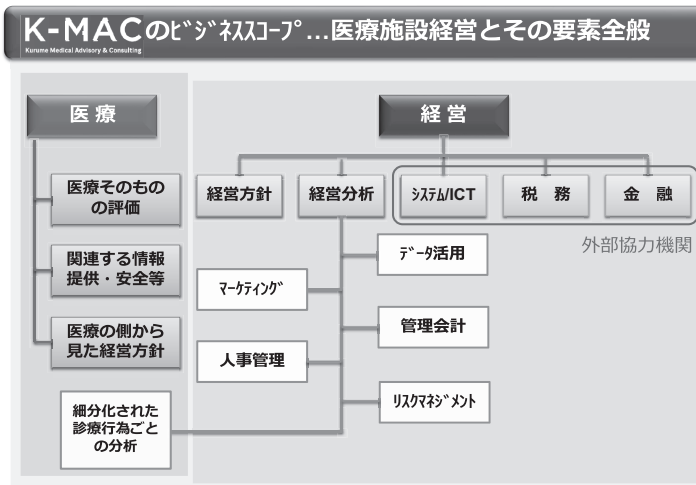 K-MACのﾋﾞｼﾞﾈｽｽｺｰﾌﾟ…医療施設経営とその要素全般
Kurume Medical Advisory & Consulting
医 療
医療そのもの
の評価
関連する情報
提供・安全等
医療の側から
見た経営方針
細分化された
診療行為ごと
の分析
経 営
経営方針
経営分析
ｼｽﾃﾑ/ICT
税 務
金 融
外部協力機関
ﾃﾞｰﾀ活用
ﾏｰｹﾃｨﾝｸﾞ
管理会計
人事管理
ﾘｽｸﾏﾈｼﾞﾒﾝﾄ